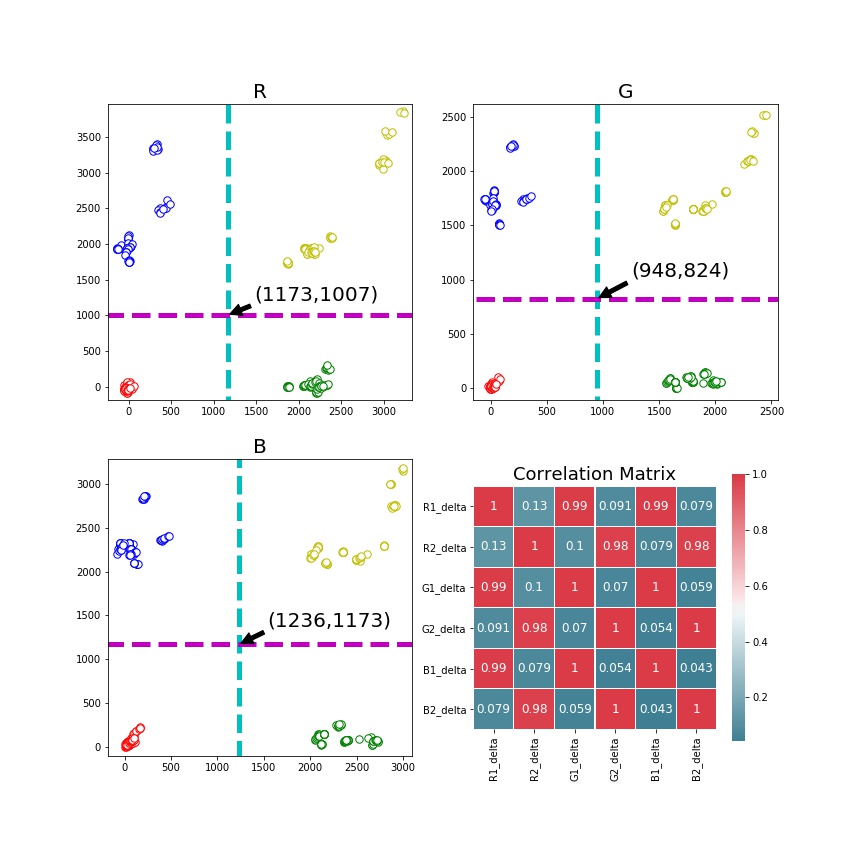 R
3500
3000
2500
2000
1500
1000
500
0
0 500 1000 1500 2000 2500 3000
(1173,1007)
G
2500
2000
1500
1000
500
0
0 500 1000 1500 2000 2500
(948,824)
B
3000
2500
2000
1500
1000
500
0
0 500 1000 1500 2000 2500 3000
(1236,1173)
Correlation Matrix
R1_delta 1 0.13 0.99 0.091 0.99 0.079
R2_delta 0.13 1 0.1 0.98 0.079 0.98
G1_delta 0.99 0.1 1 0.07 1 0.059
G2_delta 0.091 0.98 0.07 1 0.054 1
B1_delta 0.99 0.079 1 0.054 1 0.043
B2_delta 0.079 0.98 0.059 1 0.043 1
R1_delta R2_delta G1_delta G2_delta B1_delta B2_delta
1.0
0.8
0.6
0.4
0.2